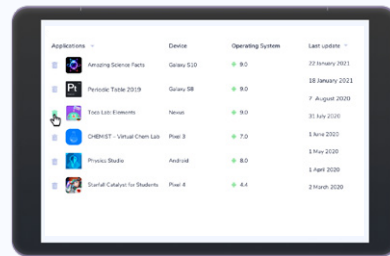 Applications Device Operating System Last update
Amazing Science Facts Galaxy S10 9.0 22 January 2021
18 January 2021
Pt Periodic Table 2019 Galaxy S8 9.0
7 August 2020
Toca Lab: Elements Nexus 9.0
31 July 2020
CHEMIST - Virtual Chem Lab Pixel 3 7.0 1 June 2020
1 May 2020
Physics Studio Android 8.0
1 April 2020
Starfall Catalyst for Students Pixel 4 4.4
2 March 2020